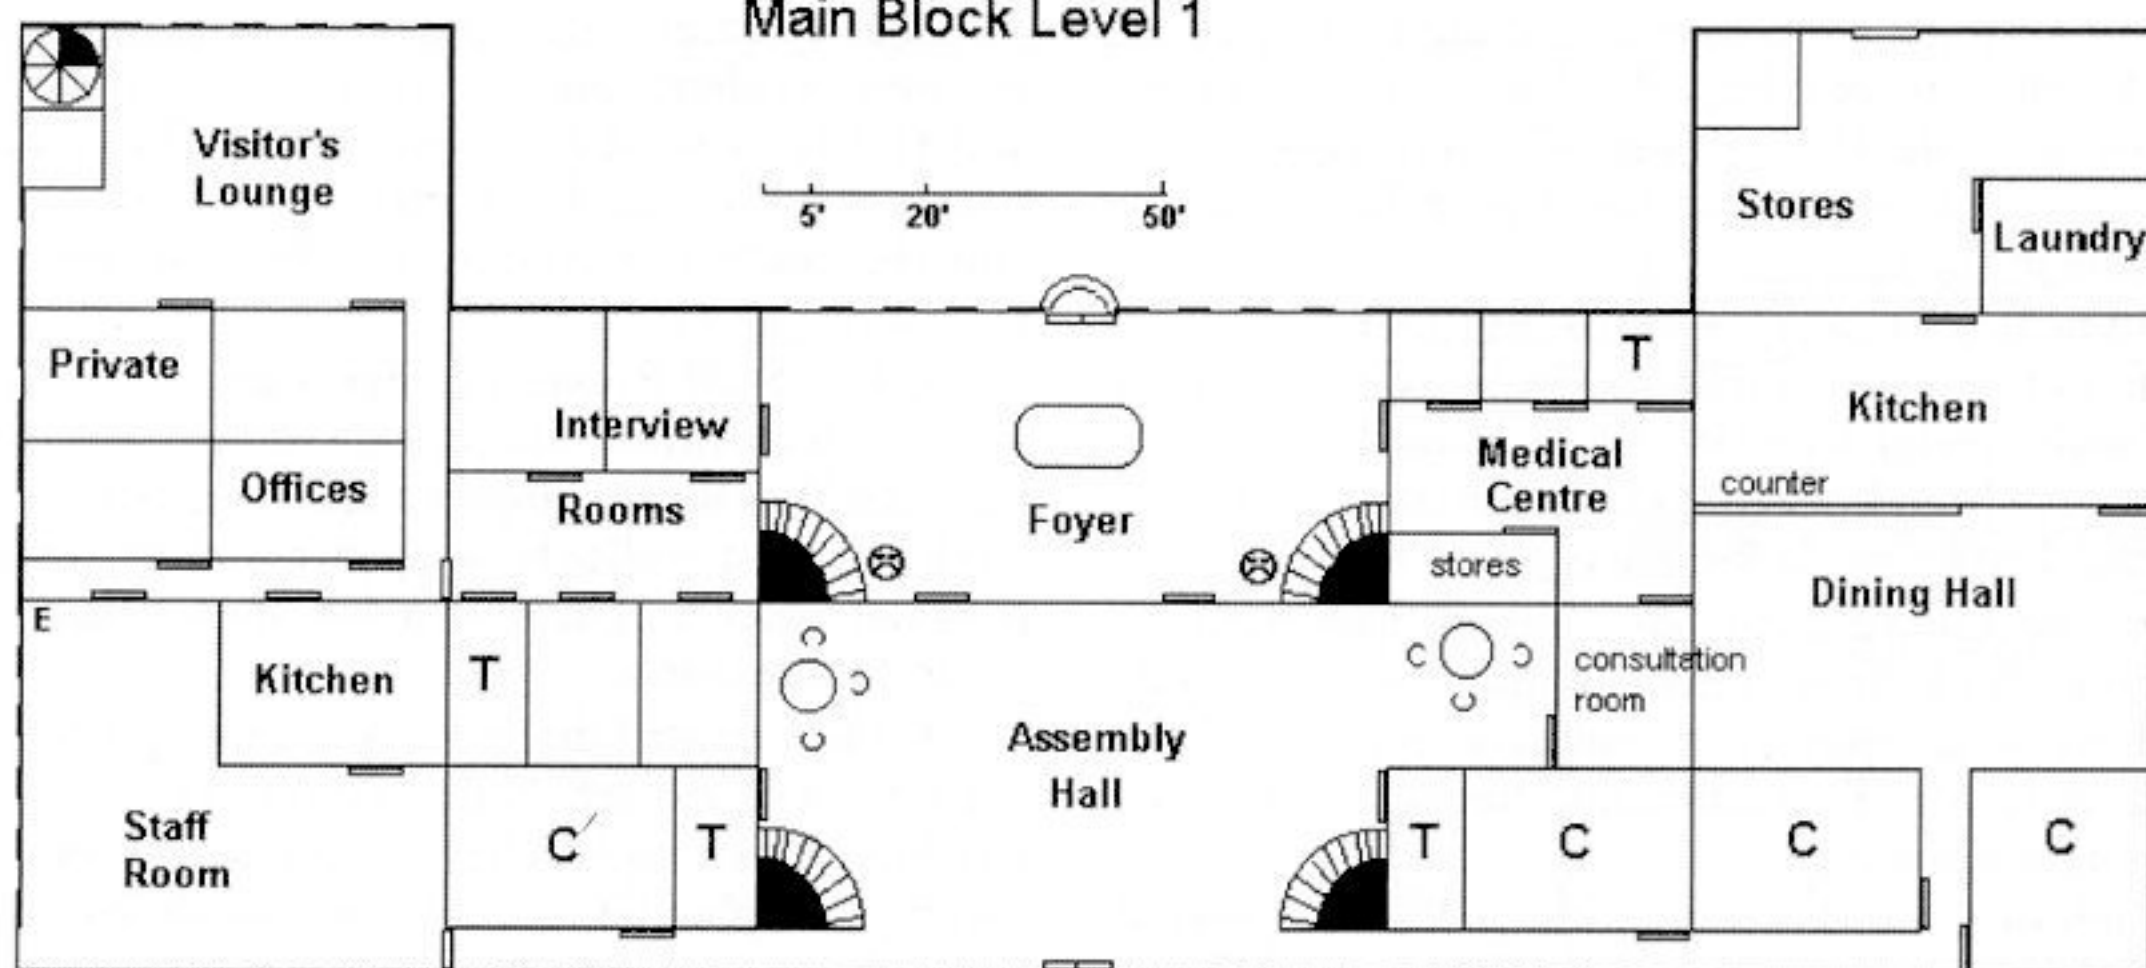 Main Block Level 1
Visitor's
Lounge
5' 20' 50'
Stores
Laundry
Private
Offices
Interview
Rooms
Foyer
T
Medical
Centre
stores
Kitchen
counter
Dining Hall
E
Kitchen
T
Assembly
Hall
consultation
room
Staff
Room
C
T
T
C
C
C